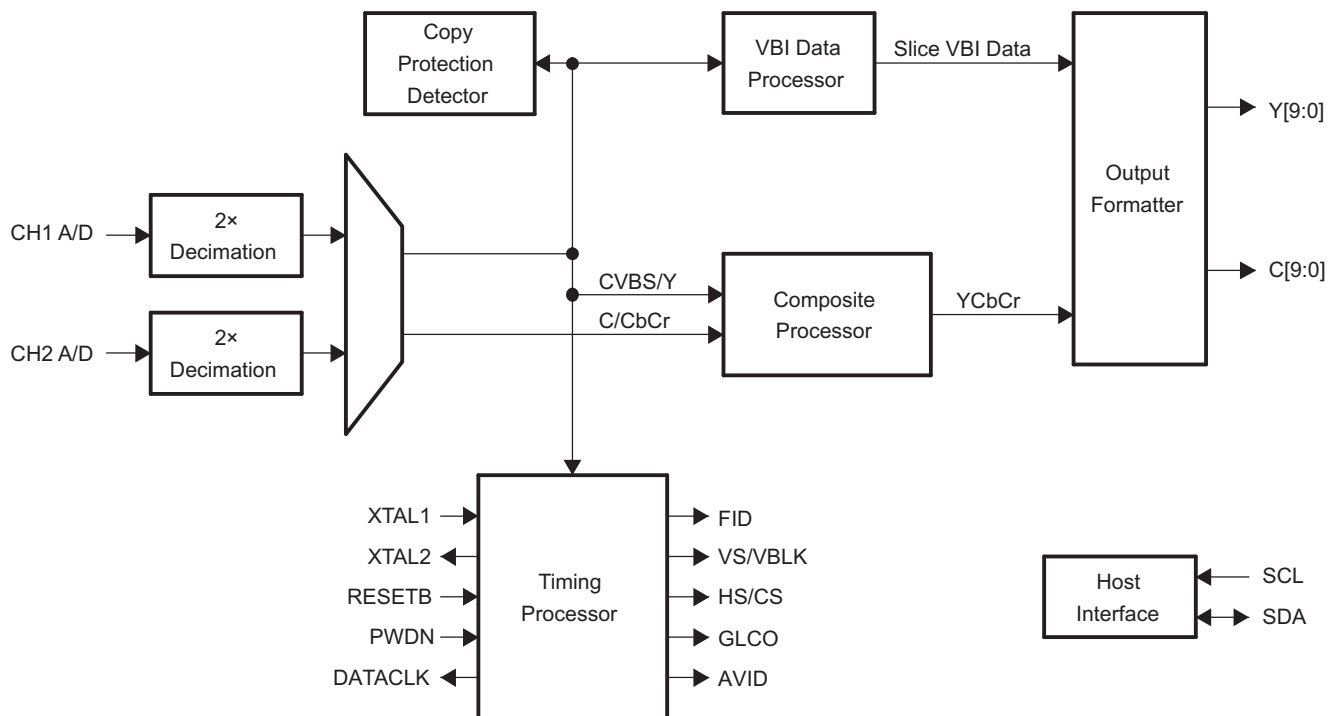 Copy
Protection
Detector
VBI Data
Processor
Slice VBI Data
Output
Formatter
Y[9:0]
C[9:0]
CH1 A/D
2×
Decimation
CH2 A/D
2×
Decimation
CVBS/Y
C/CbCr
Composite
Processor
YCbCr
XTAL1
XTAL2
RESETB
PWDN
DATACLK
Timing
Processor
FID
VS/VBLK
HS/CS
GLCO
AVID
Host
Interface
SCL
SDA